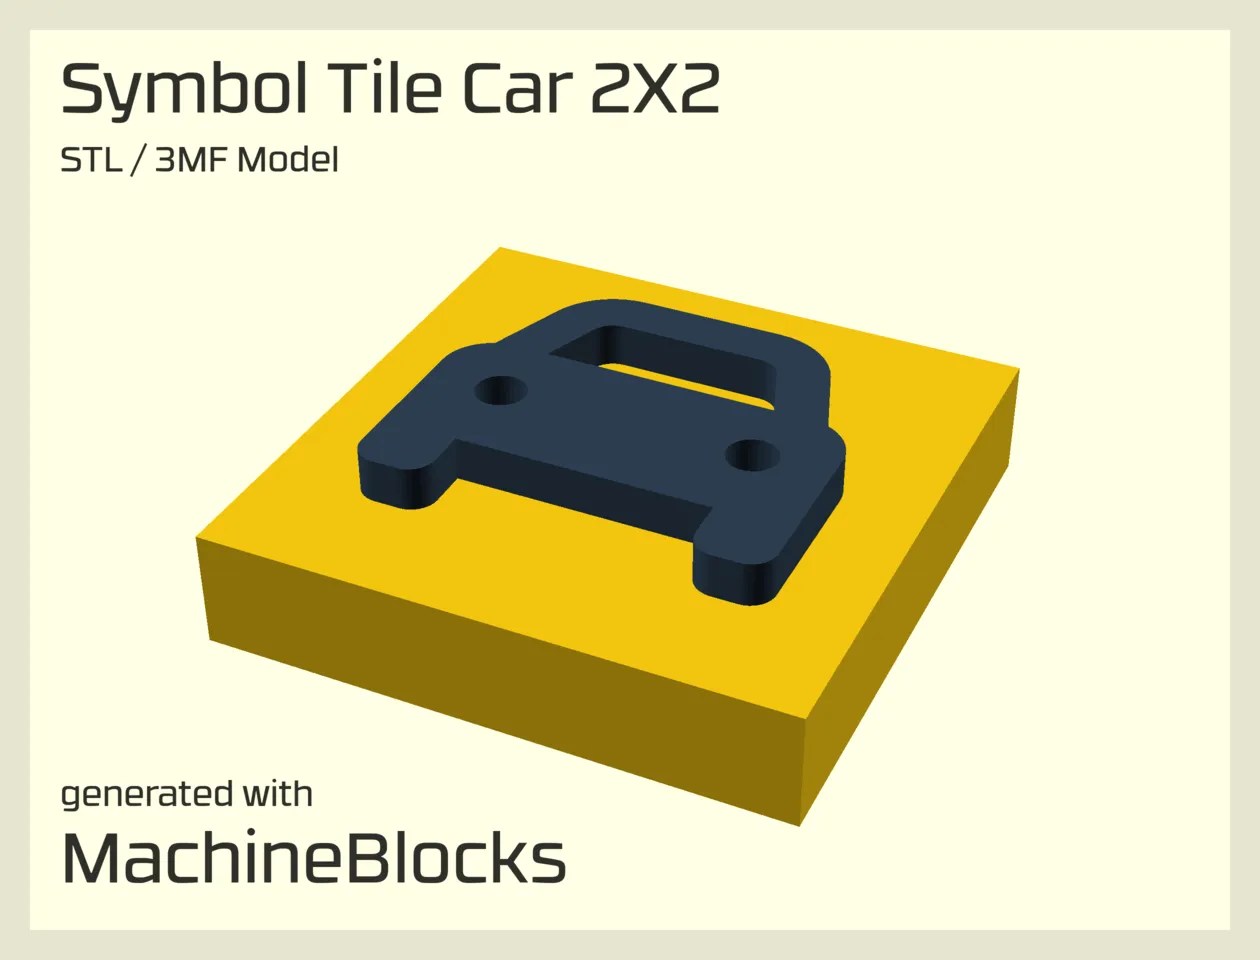 Symbol Tile Car 2X2
STL / 3MF Model
generated with
MachineBlocks